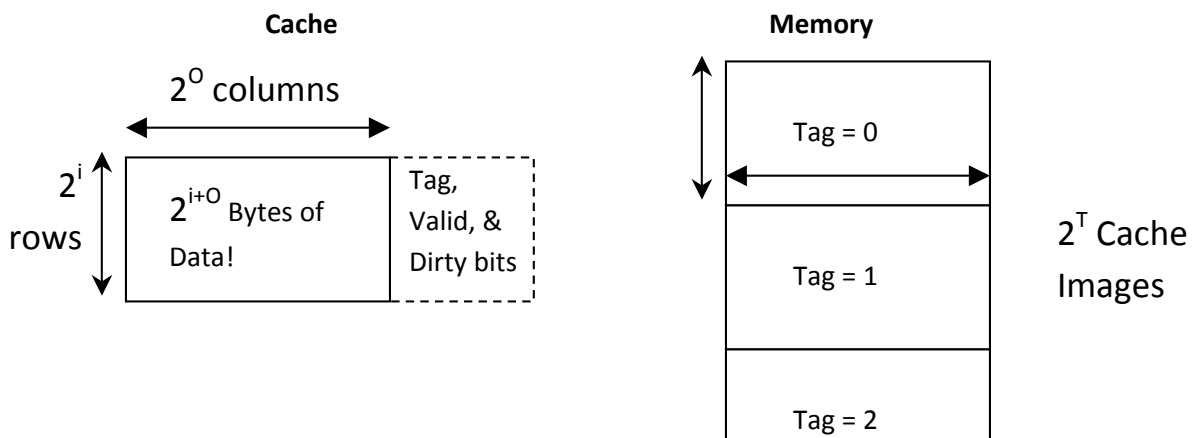 Cache
2^O columns
2^i
rows
2^i+O Bytes of
Data!
Tag,
Valid, &
Dirty bits
Memory
Tag = 0
Tag = 1
Tag = 2
2^T Cache
Images